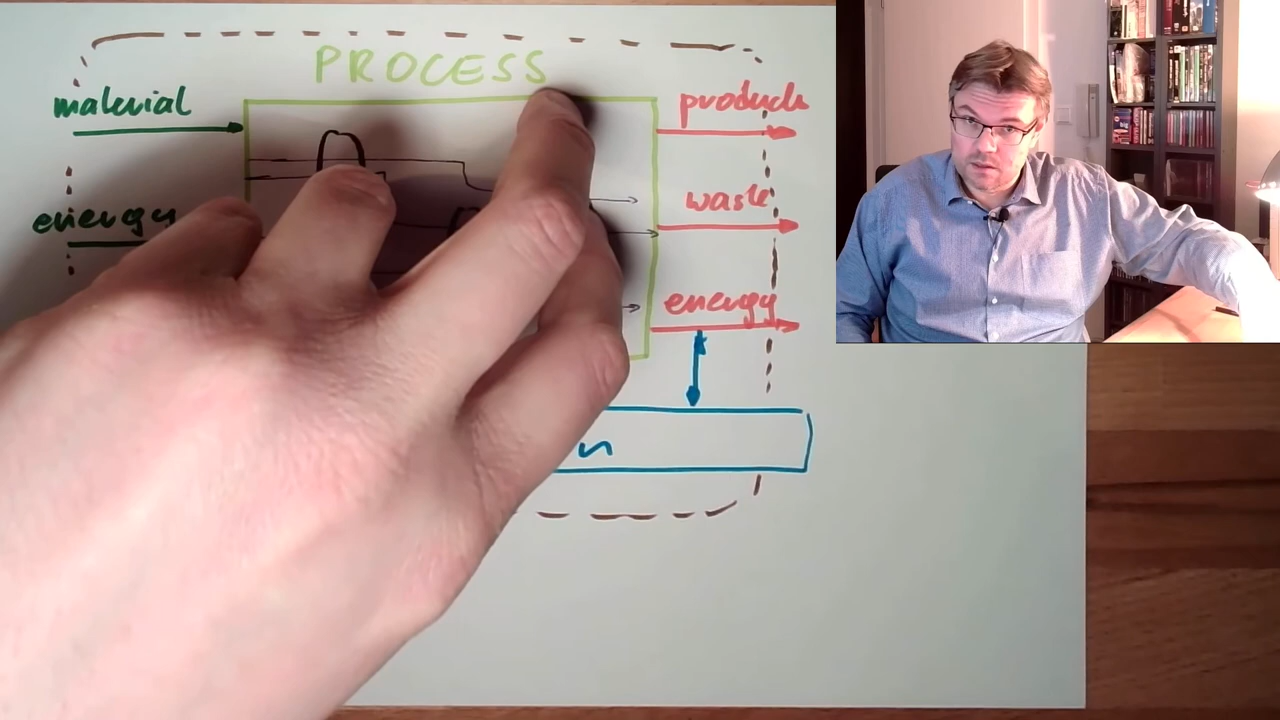 PROCESS
material
products
energy
waste
energy
n